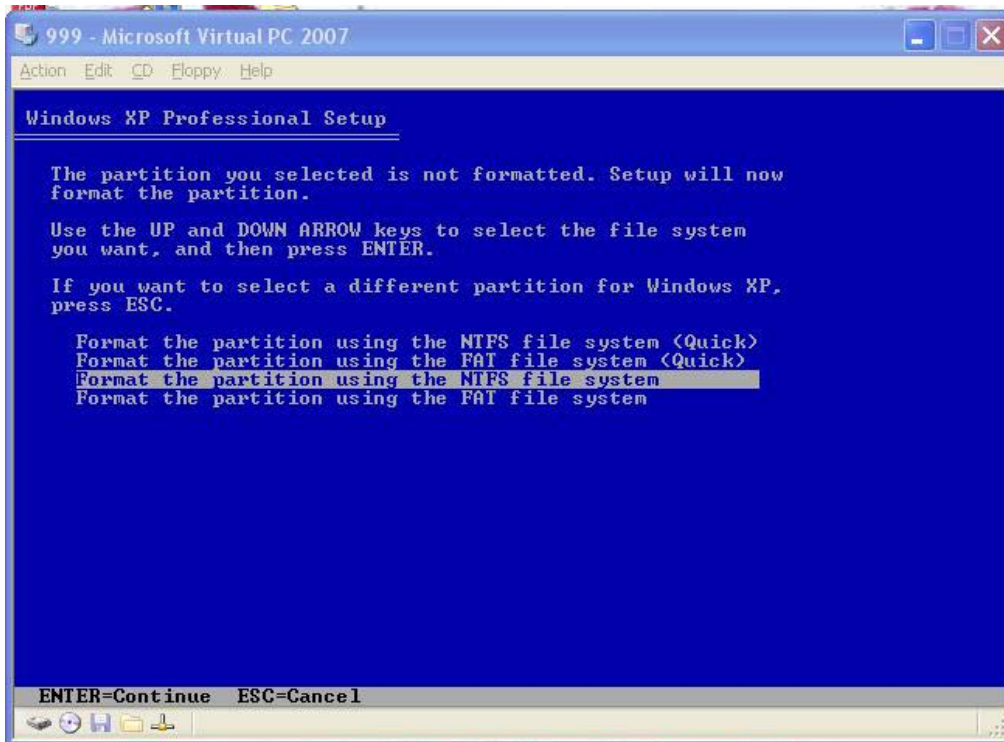 PDF
999 - Microsoft Virtual PC 2007
Action Edit CD Floppy Help
Windows XP Professional Setup
The partition you selected is not formatted. Setup will now
format the partition.
Use the UP and DOWN ARROW keys to select the file system
you want, and then press ENTER.
If you want to select a different partition for Windows XP,
press ESC.
Format the partition using the NTFS file system (Quick)
Format the partition using the FAT file system (Quick)
Format the partition using the NTFS file system
Format the partition using the FAT file system
ENTER=Continue ESC=Cancel